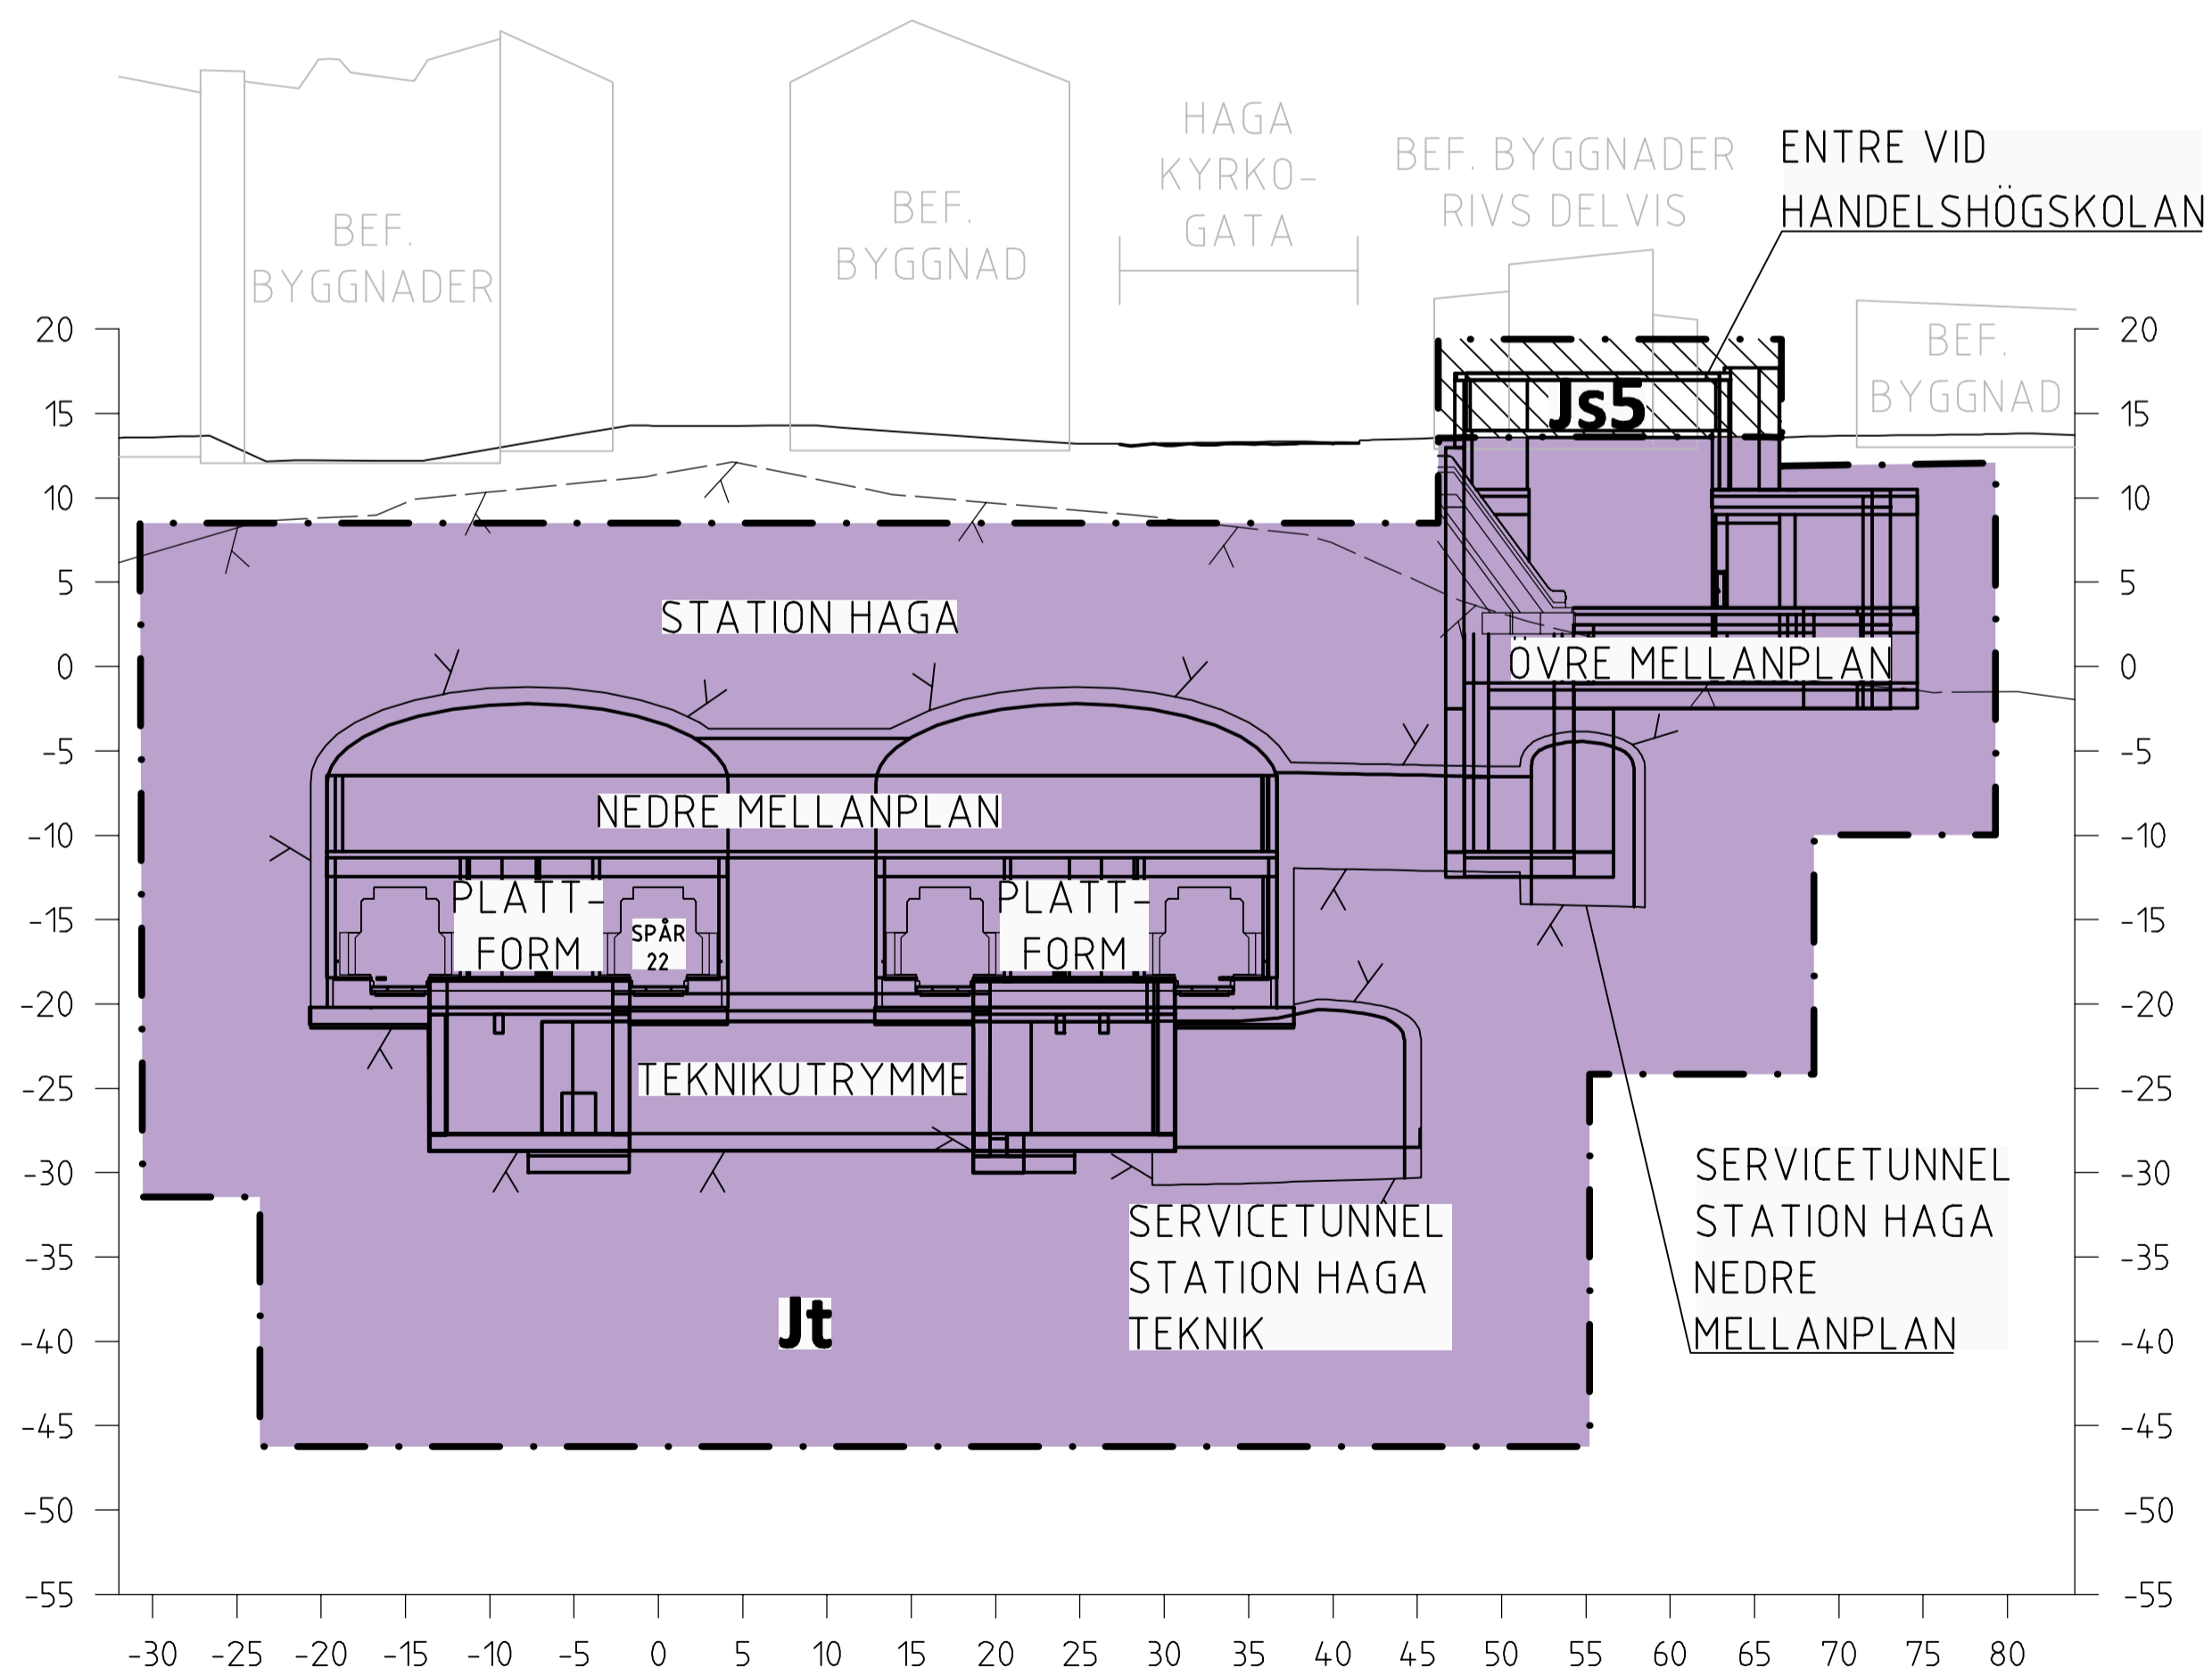 HAGA
KYRKO-
GATA
BEF. BYGGNADER
RIVS DELVIS
ENTRE VID
HANDELSHÖGSKOLAN
BEF.
BYGGNADER
BEF.
BYGGNAD
BEF.
BYGGNAD
Js5
STATION HAGA
ÖVRE MELLANPLAN
NEDRE MELLANPLAN
PLATT-
FORM
SPÅR
22
PLATT-
FORM
TEKNIKUTRYMME
SERVICETUNNEL
STATION HAGA
TEKNIK
SERVICETUNNEL
STATION HAGA
NEDRE
MELLANPLAN
Jt
20
15
10
5
0
-5
-10
-15
-20
-25
-30
-35
-40
-45
-50
-55
20
15
10
5
0
-5
-10
-15
-20
-25
-30
-35
-40
-45
-50
-55
-30 -25 -20 -15 -10 -5 0 5 10 15 20 25 30 35 40 45 50 55 60 65 70 75 80